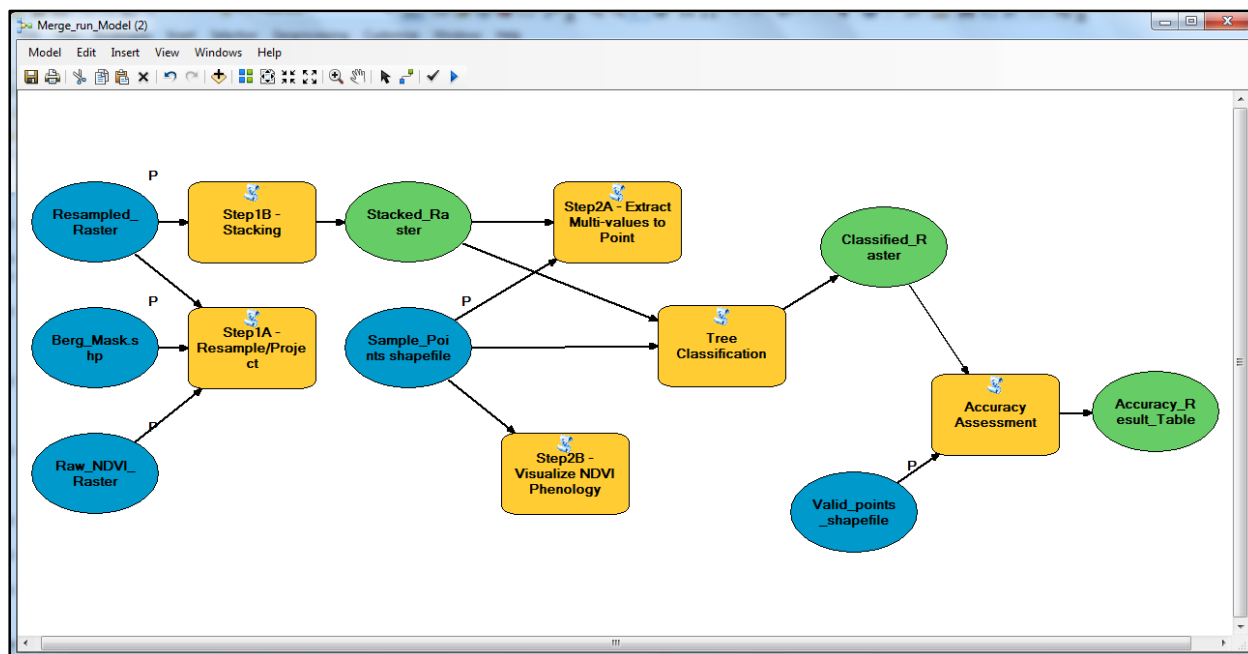 Merge_run_Model (2)
Model Edit Insert View Windows Help
P
Resampled_
Raster
Step1B -
Stacking
Stacked_Ra
ster
Step2A - Extract
Multi-values to
Point
Classified_R
aster
P
Berg_Mask.s
hp
Step1A -
Resample/Proj
ect
P
Sample_Poi
nts shapefile
Tree
Classification
Accuracy
Assessment
Accuracy_R
esult_Table
P
Raw_NDVI_
Raster
Step2B -
Visualize NDVI
Phenology
P
Valid_points
_shapefile